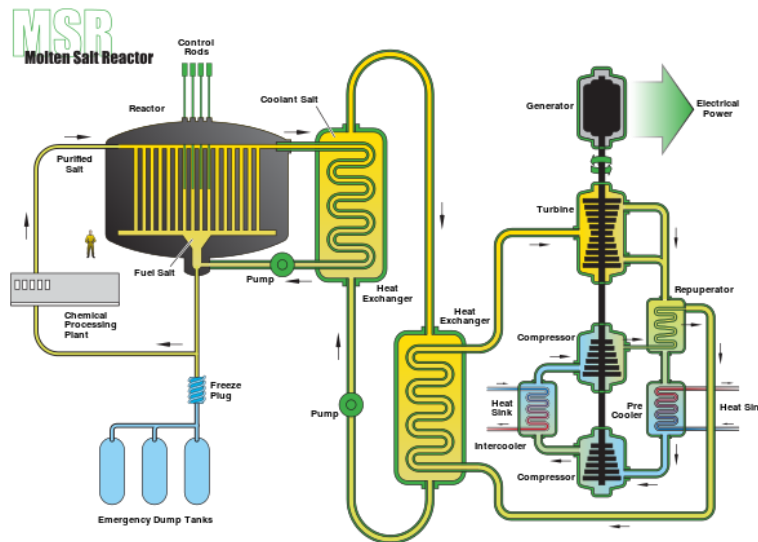 MSR
Molten Salt Reactor
Control
Rods
Reactor
Coolant Salt
Generator
Electrical
Power
Purified
Salt
Turbine
Fuel Salt
Pump
Heat
Exchanger
Repuperator
Chemical
Processing
Plant
Heat
Exchanger
Compressor
Freeze
Plug
Pump
Heat
Sink
Pre
Cooler
Heat Sin
Intercooler
Compressor
Emergency Dump Tanks